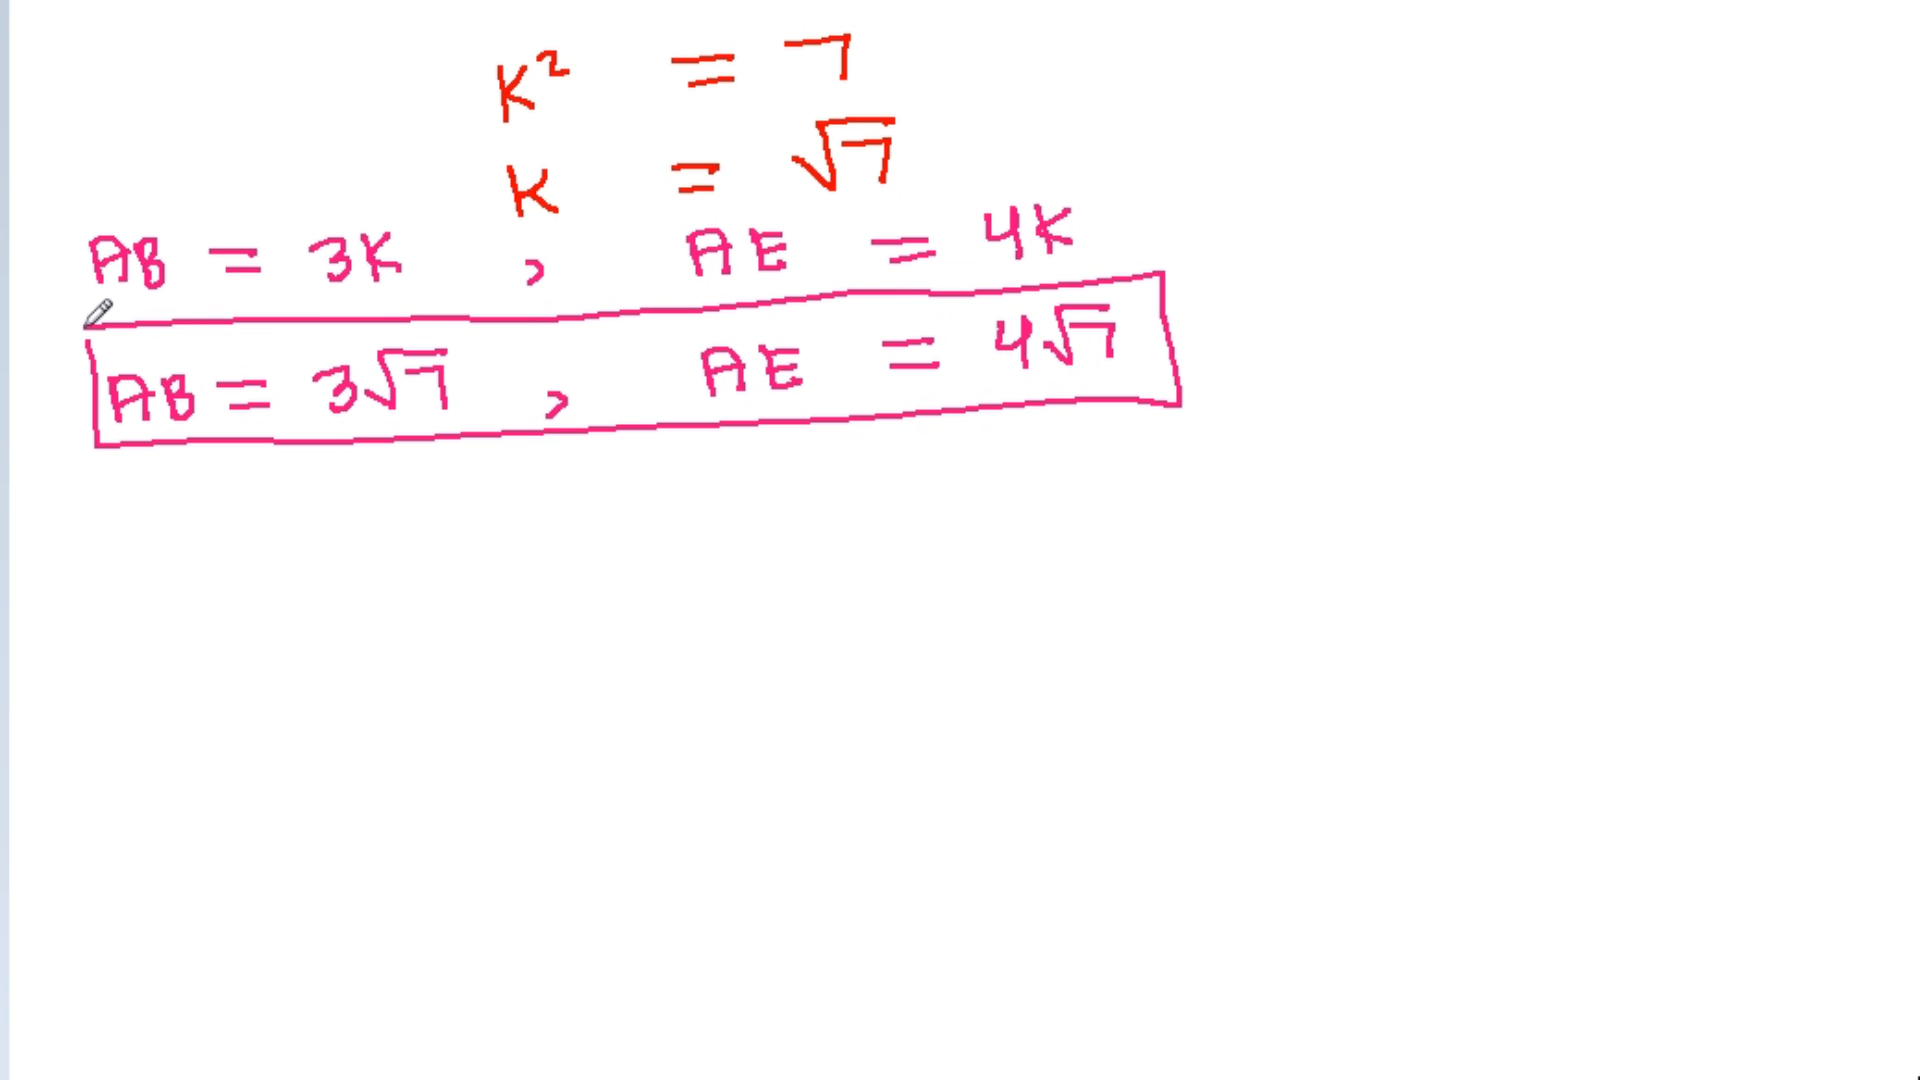 K² = 7
K = √7
AB = 3K , AE = 4K
AB = 3√7 , AE = 4√7